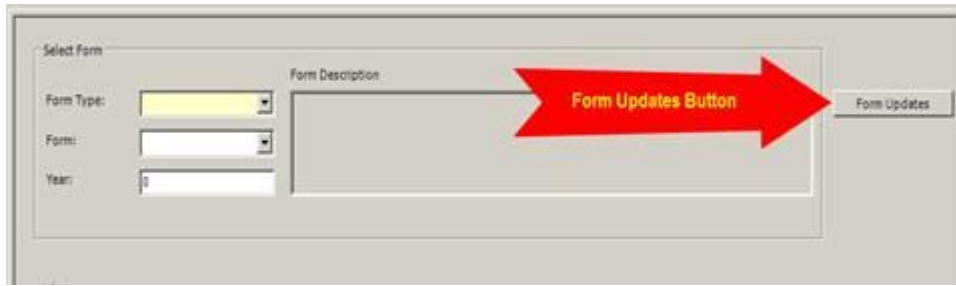 Select Form
Form Description
Form Type:
Form Updates Button
Form Updates
Form:
Year:
0